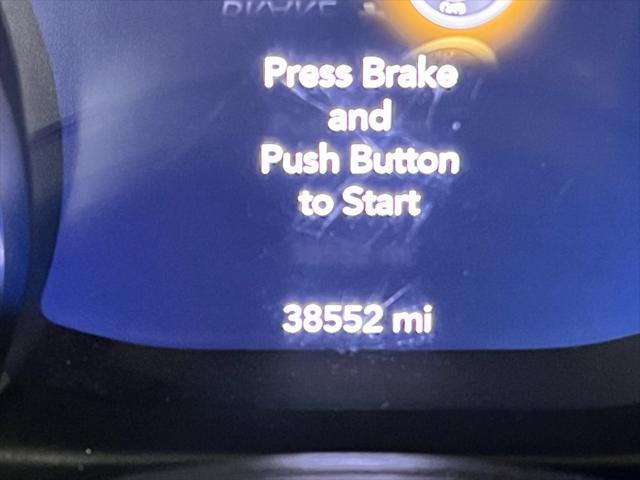 Press Brake
and
Push Button
to Start
38552 mi